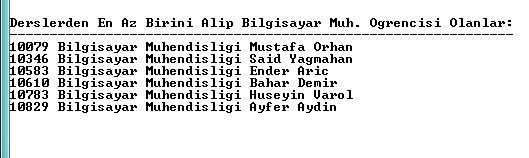 Derslerden En Az Birini Alip Bilgisayar Muh. Ogrencisi Olanlar:
----------------------------------------------------------------
10079 Bilgisayar Muhendisligi Mustafa Orhan
10346 Bilgisayar Muhendisligi Said Yagmahan
10583 Bilgisayar Muhendisligi Ender Aric
10610 Bilgisayar Muhendisligi Bahar Demir
10783 Bilgisayar Muhendisligi Huseyin Varol
10829 Bilgisayar Muhendisligi Ayfer Aydin